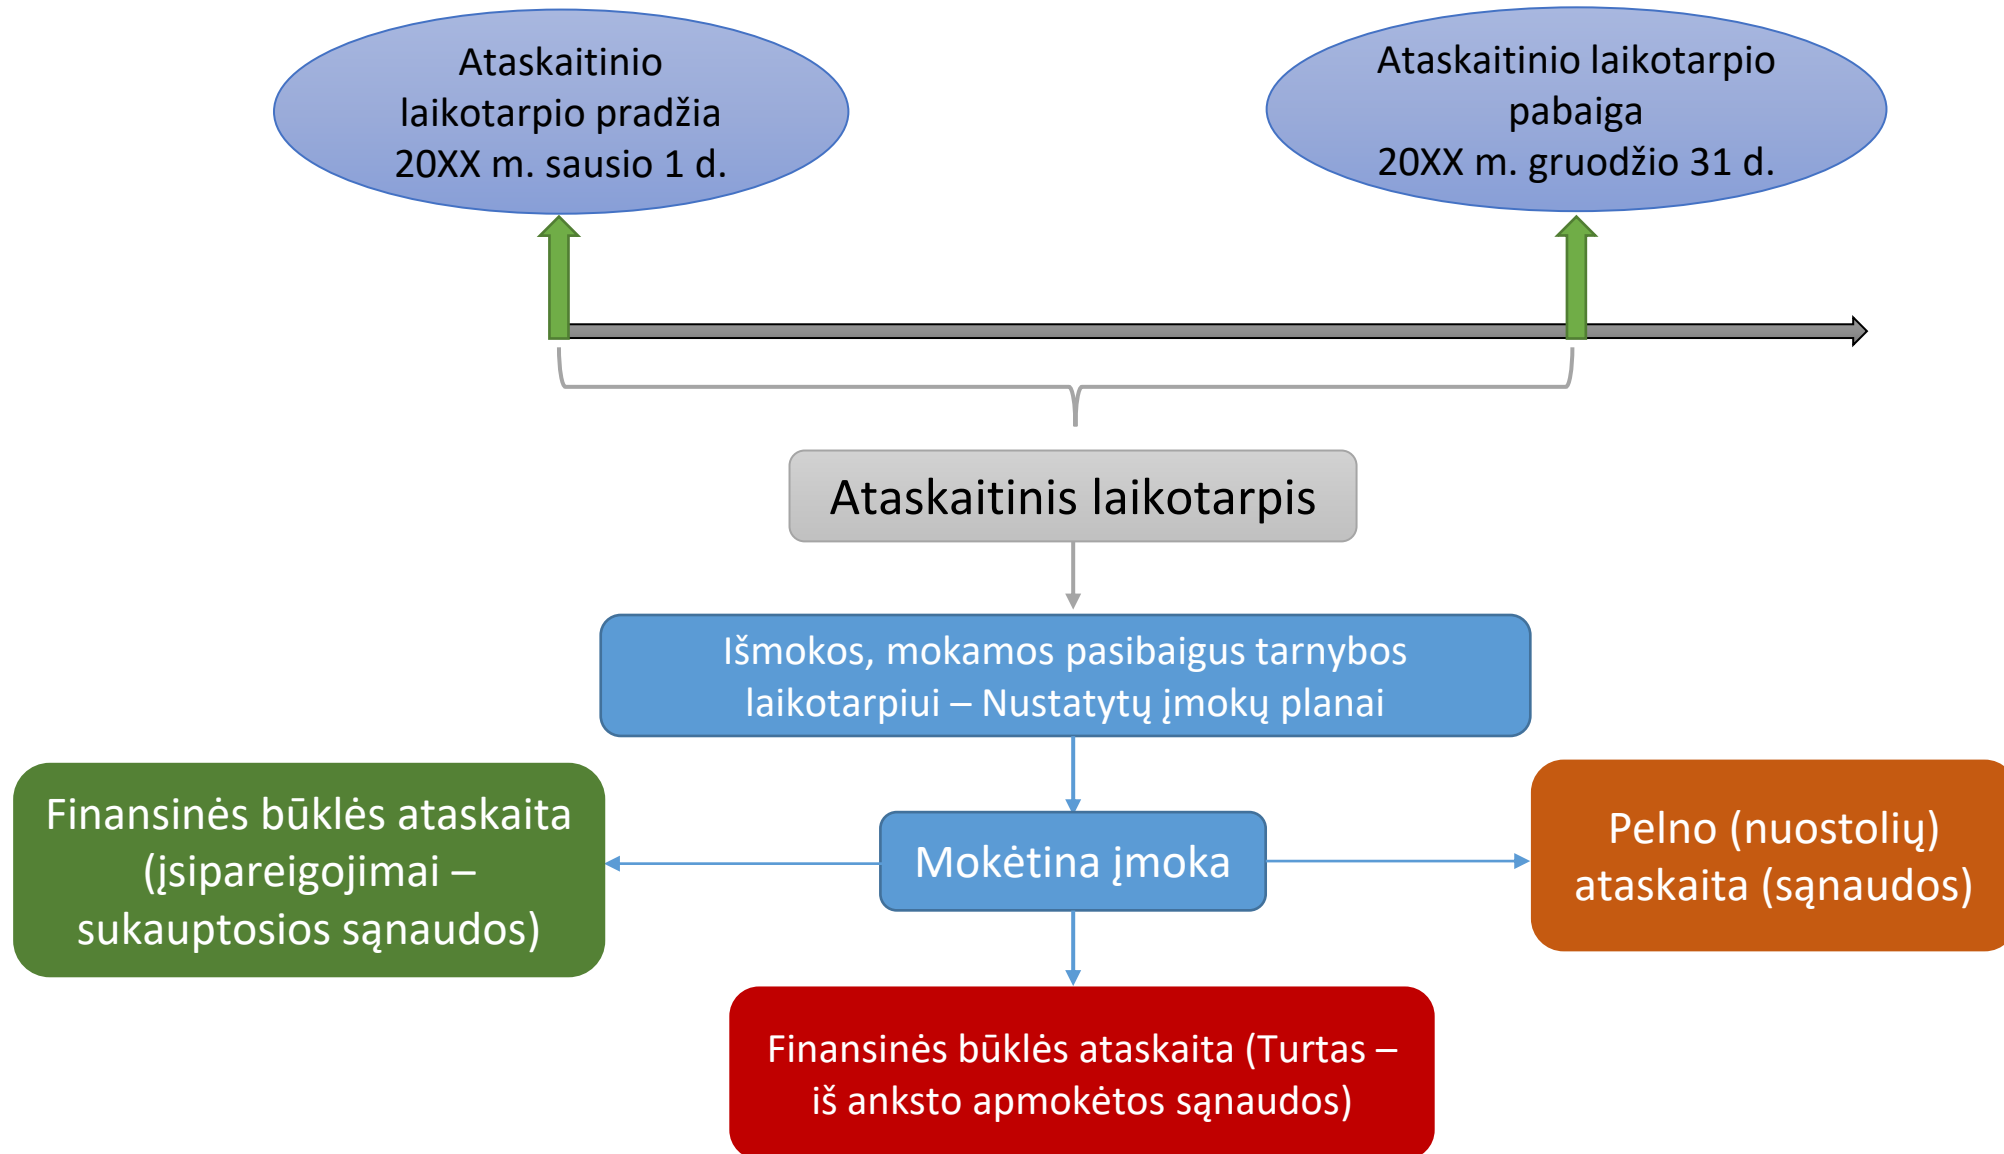 Ataskaitinio
laikotarpio pradžia
20XX m. sausio 1 d.
Ataskaitinio laikotarpio
pabaiga
20XX m. gruodžio 31 d.
Ataskaitinis laikotarpis
Išmokos, mokamos pasibaigus tarnybos
laikotarpiui – Nustatytų įmokų planai
Finansinės būklės ataskaita
(įsipareigojimai –
sukauptosios sąnaudos)
Mokėtina įmoka
Pelno (nuostolių)
ataskaita (sąnaudos)
Finansinės būklės ataskaita (Turtas –
iš anksto apmokėtos sąnaudos)